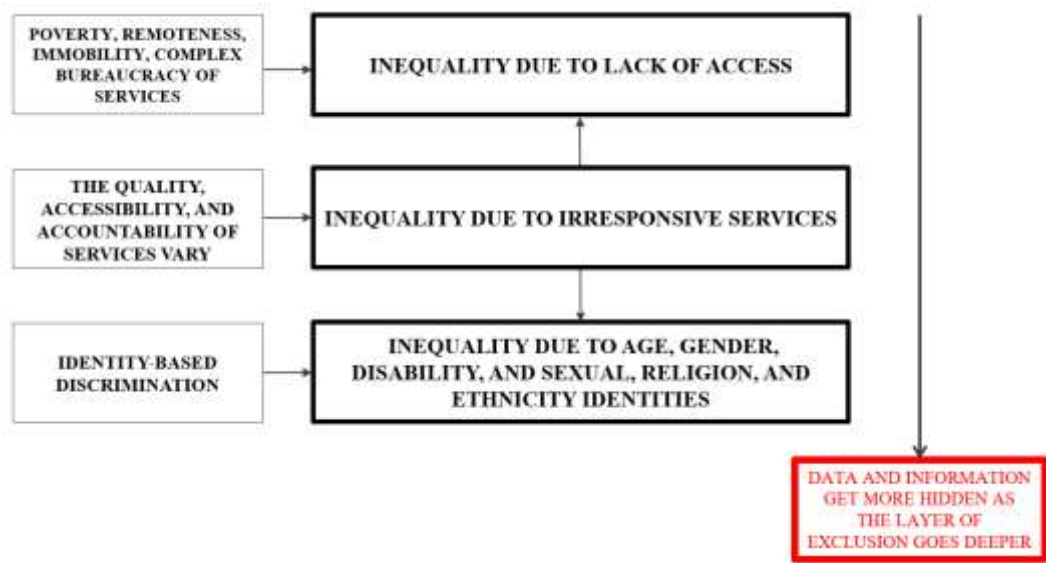 POVERTY, REMOTENESS,
IMMOBILITY, COMPLEX
BUREAUCRACY OF
SERVICES
INEQUALITY DUE TO LACK OF ACCESS
THE QUALITY,
ACCESSIBILITY, AND
ACCOUNTABILITY OF
SERVICES VARY
INEQUALITY DUE TO IRRESPONSIVE SERVICES
IDENTITY-BASED
DISCRIMINATION
INEQUALITY DUE TO AGE, GENDER,
DISABILITY, AND SEXUAL, RELIGION, AND
ETHNICITY IDENTITIES
DATA AND INFORMATION
GET MORE HIDDEN AS
THE LAYER OF
EXCLUSION GOES DEEPER